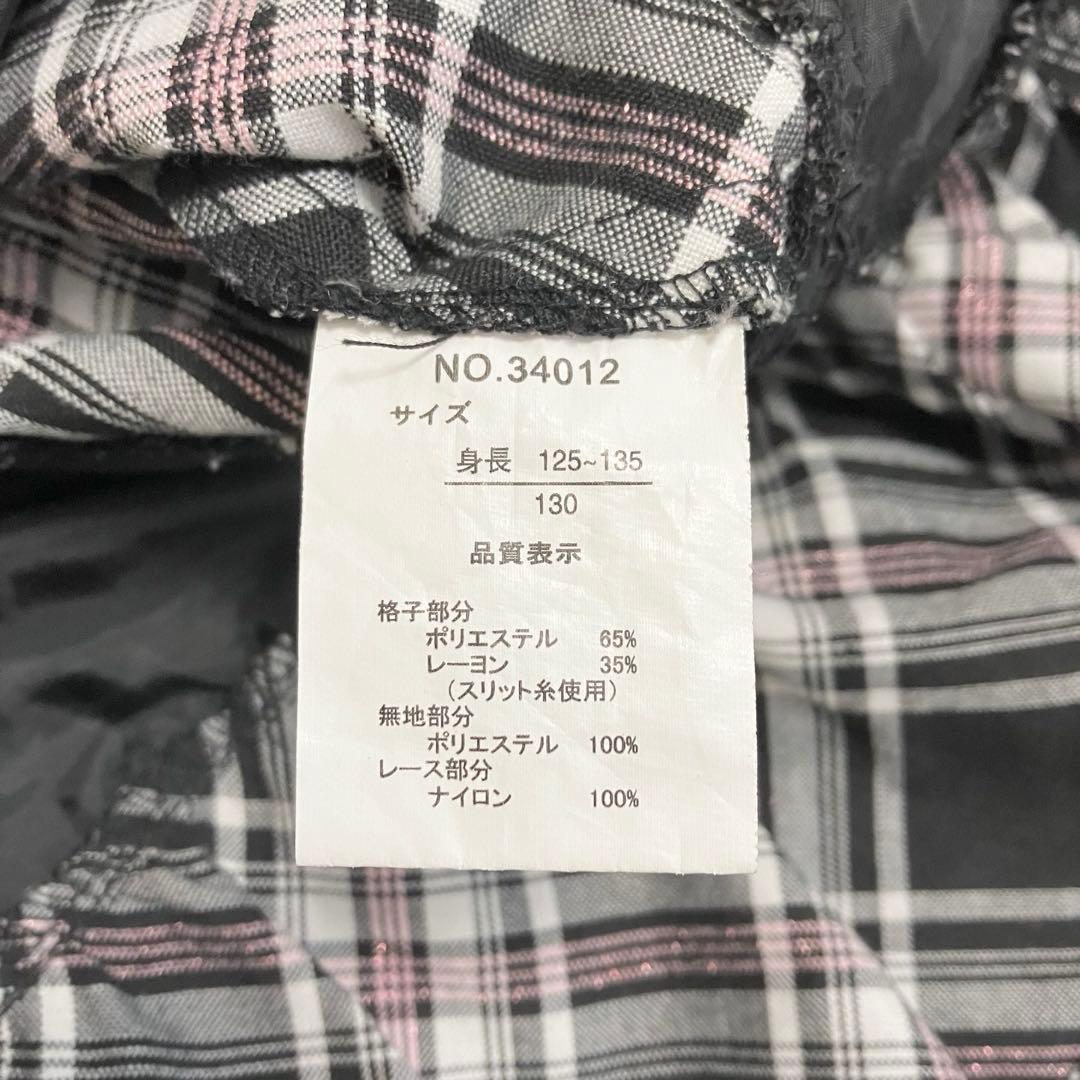 NO.34012
サイズ
身長 125~135
130
品質表示
格子部分
ポリエステル 65%
レーヨン 35%
(スリット糸使用)
無地部分
ポリエステル 100%
レース部分
ナイロン 100%